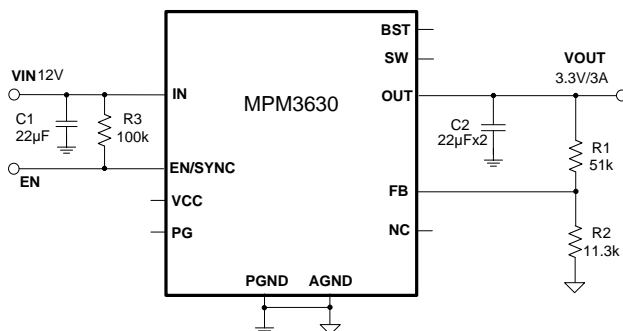 BST
SW
VIN 12V
IN
MPM3630
OUT
VOUT
3.3V/3A
C1
22µF
R3
100k
C2
22µFx2
R1
51k
EN/SYNC
EN
FB
VCC
PG
NC
R2
11.3k
PGND
AGND